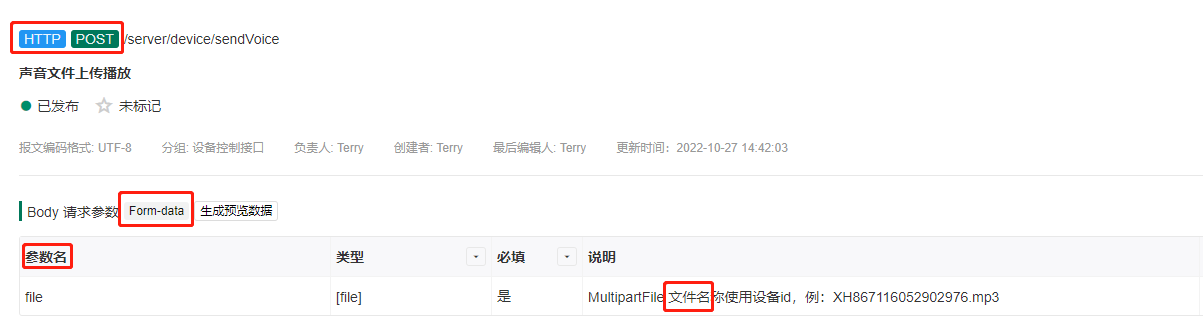 HTTP POST /server/device/sendVoice
声音文件上传播放
已发布 未标记
报文编码格式: UTF-8 分组: 设备控制接口 负责人: Terry 创建者: Terry 最后编辑人: Terry 更新时间：2022-10-27 14:42:03
Body 请求参数 Form-data 生成预览数据
参数名 类型 必填 说明
file [file] 是 MultipartFile 文件名称使用设备id，例：XH867116052902976.mp3